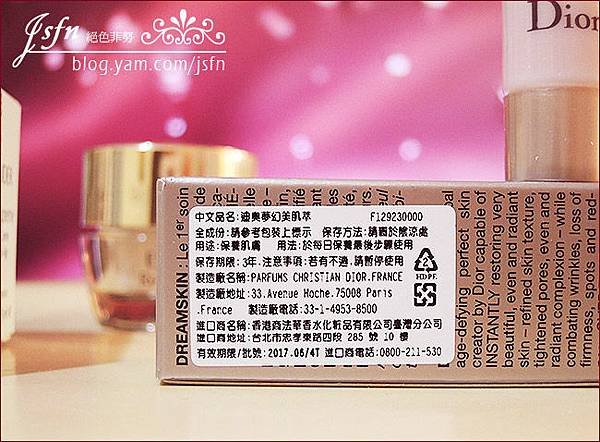 Jsfn 絕色菲努
blog.yam.com/jsfn
Dior
DREAMSKIN : Le 1er soin
中文品名:迪奧夢幻美肌萃 F129230000
全成份:請參考包裝上標示 保存方法:請置於陰涼處
用途:保養肌膚 用法:於每日保養最後步驟使用
保存期限:3年.注意事項:若有不適.請暫停使用
製造廠名稱:PARFUMS CHRISTIAN DIOR.FRANCE
製造廠地址:33.Avenue Hoche.75008 Paris
.France 製造廠電話:33-1-4953-8500
進口商名稱:香港商法華香水化粧品有限公司臺灣分公司
進口商地址:台北市忠孝東路四段 285 號 10 樓
有效期限/批號:2017.06/4T 進口商電話:0800-211-530
2
HDPE
age-defying perfect skin
creator by Dior capable of
INSTANTLY restoring very
beautiful, even and radiant
skin – refined skin texture,
tightened pores, even and
radiant complexion – while
combating wrinkles, loss of
firmness, spots and